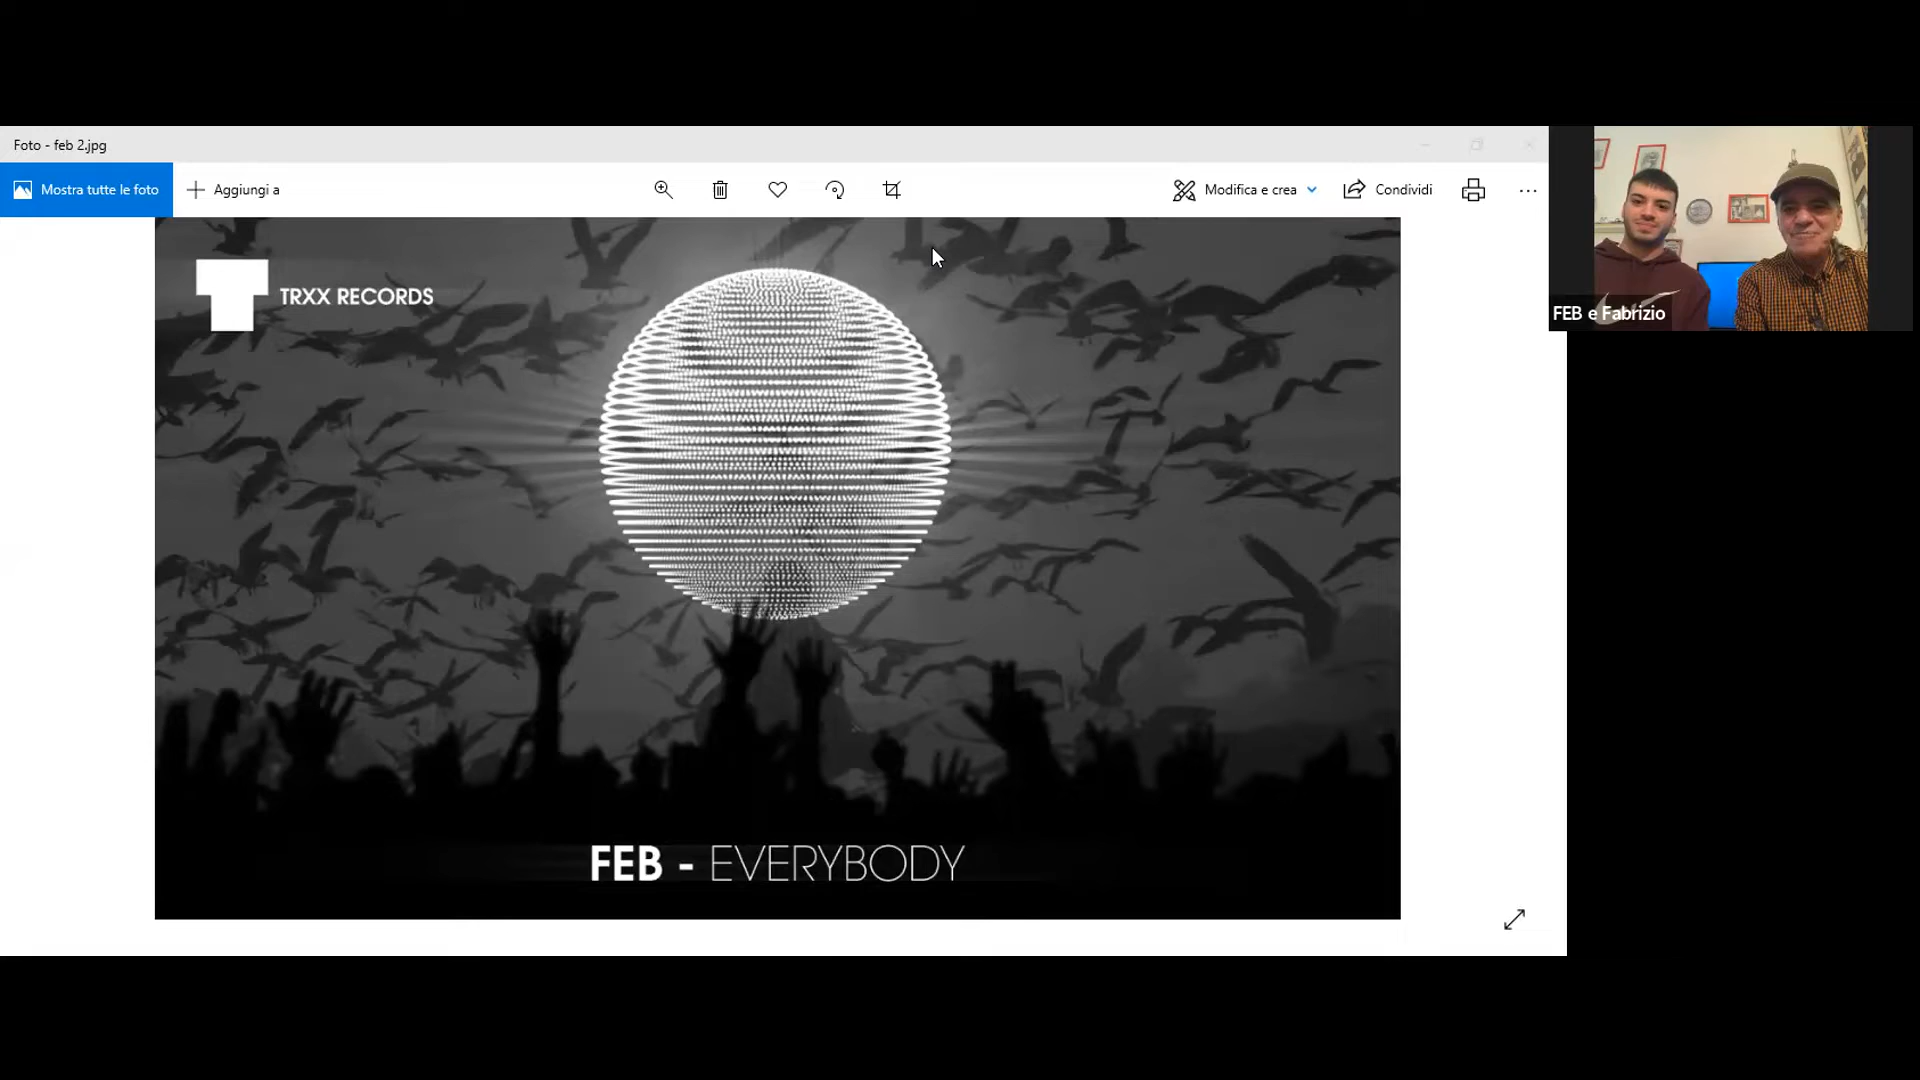 Foto - feb 2.jpg
Mostra tutte le foto
Aggiungi a
Modifica e crea
Condividi
TRXX RECORDS
FEB e Fabrizio
FEB - EVERYBODY